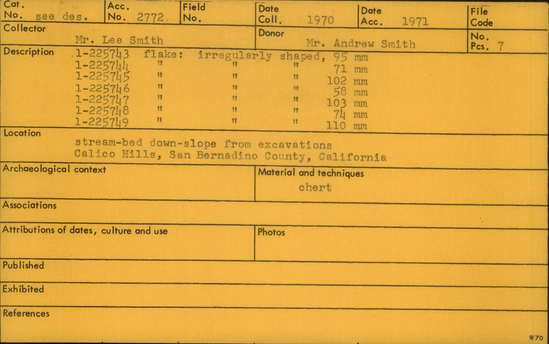 Cat. No. see des. Acc. No. 2772 Field No. Date Coll. 1970 Date Acc. 1971 File Code
Collector Mr. Lee Smith Donor Mr. Andrew Smith No. Pcs. 7
Description 1-225743 flake: irregularly shaped, 95 mm
1-225744 " " " 71 mm
1-225745 " " " 102 mm
1-225746 " " " 58 mm
1-225747 " " " 103 mm
1-225748 " " " 74 mm
1-225749 " " " 110 mm
Location
stream-bed down-slope from excavations
Calico Hills, San Bernadino County, California
Archaeological context Material and techniques
chert
Associations
Attributions of dates, culture and use Photos
Published
Exhibited
References
970